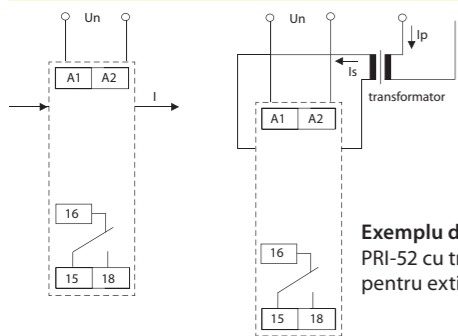 Un
A1 A2
I
16
15 18
Un
Ip
Is
transformator
A1 A2
16
15 18
Exemplu d
PRI-52 cu tr
pentru exti